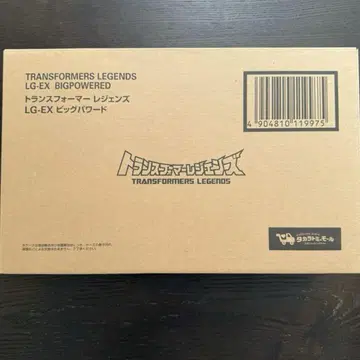 TRANSFORMERS LEGENDS
LG-EX BIGPOWERED
トランスフォーマー レジェンズ
LG-EX ビッグパワード
4 904810 119975
トランスフォーマーレジェンズ
TRANSFORMERS LEGENDS
タカラトミーモール